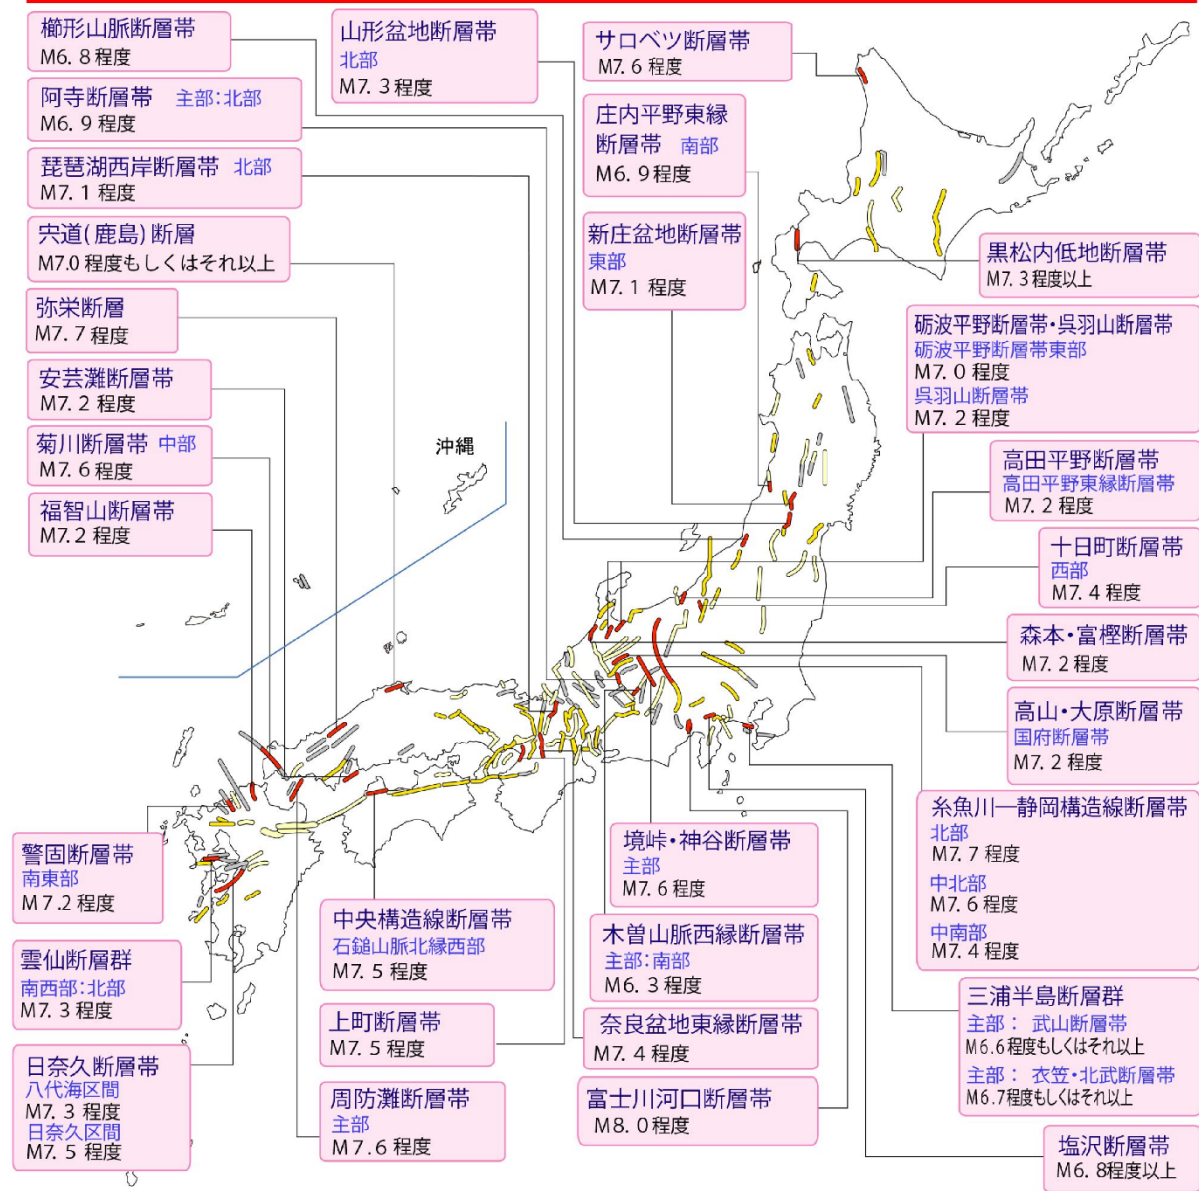 櫛形山脈断層帯
M6.8程度
阿寺断層帯 主部:北部
M6.9程度
琵琶湖西岸断層帯 北部
M7.1程度
宍道(鹿島)断層
M7.0程度もしくはそれ以上
弥栄断層
M7.7程度
安芸灘断層帯
M7.2程度
菊川断層帯 中部
M7.6程度
福智山断層帯
M7.2程度
山形盆地断層帯
北部
M7.3程度
サロベツ断層帯
M7.6程度
庄内平野東縁
断層帯 南部
M6.9程度
新庄盆地断層帯
東部
M7.1程度
沖縄
黒松内低地断層帯
M7.3程度以上
砺波平野断層帯・呉羽山断層帯
砺波平野断層帯東部
M7.0程度
呉羽山断層帯
M7.2程度
高田平野断層帯
高田平野東縁断層帯
M7.2程度
十日町断層帯
西部
M7.4程度
森本・富樫断層帯
M7.2程度
高山・大原断層帯
国府断層帯
M7.2程度
糸魚川ー静岡構造線断層帯
北部
M7.7程度
中北部
M7.6程度
中南部
M7.4程度
三浦半島断層群
主部: 武山断層帯
M6.6程度もしくはそれ以上
主部: 衣笠・北武断層帯
M6.7程度もしくはそれ以上
塩沢断層帯
M6.8程度以上
警固断層帯
南東部
M7.2程度
雲仙断層群
南西部:北部
M7.3程度
日奈久断層帯
八代海区間
M7.3程度
日奈久区間
M7.5程度
中央構造線断層帯
石鎚山脈北縁西部
M7.5程度
上町断層帯
M7.5程度
周防灘断層帯
主部
M7.6程度
境峠・神谷断層帯
主部
M7.6程度
木曽山脈西縁断層帯
主部:南部
M6.3程度
奈良盆地東縁断層帯
M7.4程度
富士川河口断層帯
M8.0程度